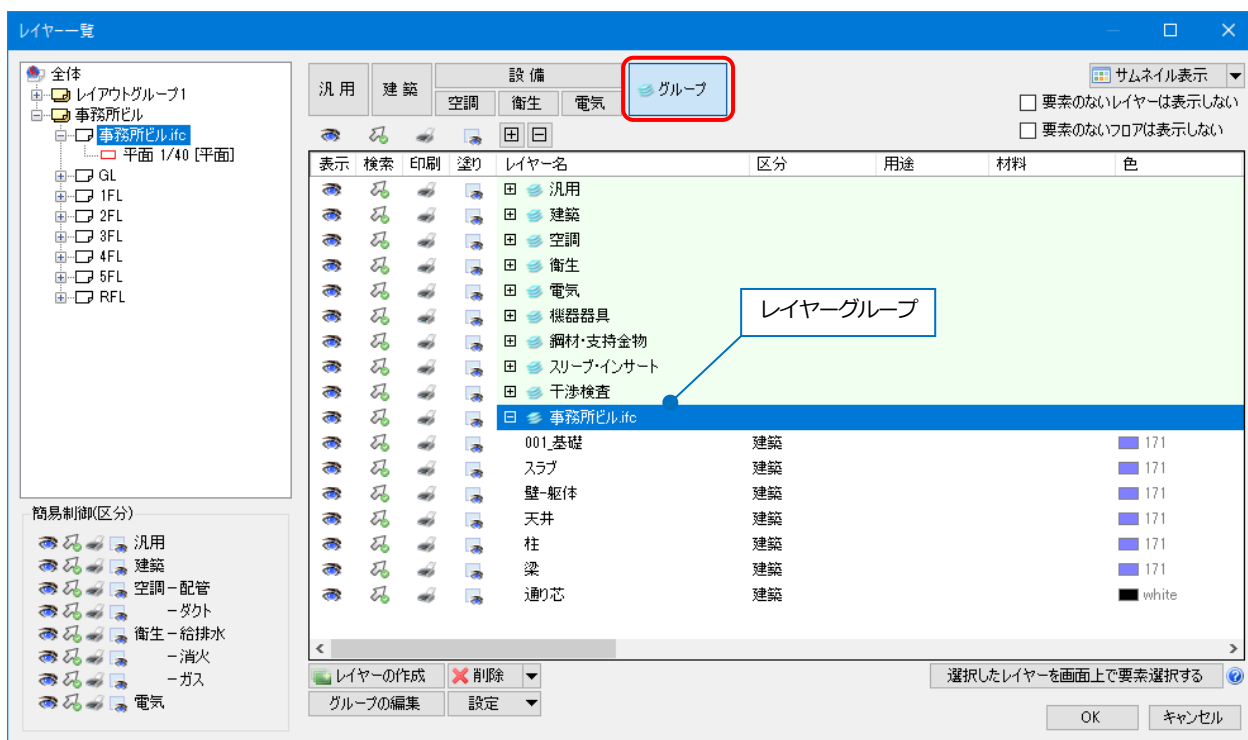 レイヤー一覧
全体
レイアウトグループ1
事務所ビル
事務所ビル.ifc
平面 1/40 [平面]
GL
1FL
2FL
3FL
4FL
5FL
RFL
簡易制御(区分)
汎用
建築
空調－配管
－ダクト
衛生－給排水
－消火
－ガス
電気
汎用 建築 設備 グループ
空調 衛生 電気
サムネイル表示
要素のないレイヤーは表示しない
要素のないフロアは表示しない
表示 検索 印刷 塗り レイヤー名 区分 用途 材料 色
汎用
建築
空調
衛生
電気
機器器具
鋼材・支持金物
スリーブ・インサート
干渉検査
事務所ビル.ifc
レイヤーグループ
001_基礎 建築 171
スラブ 建築 171
壁-躯体 建築 171
天井 建築 171
柱 建築 171
梁 建築 171
通り芯 建築 white
レイヤーの作成 削除 選択したレイヤーを画面上で要素選択する
グループの編集 設定
OK キャンセル